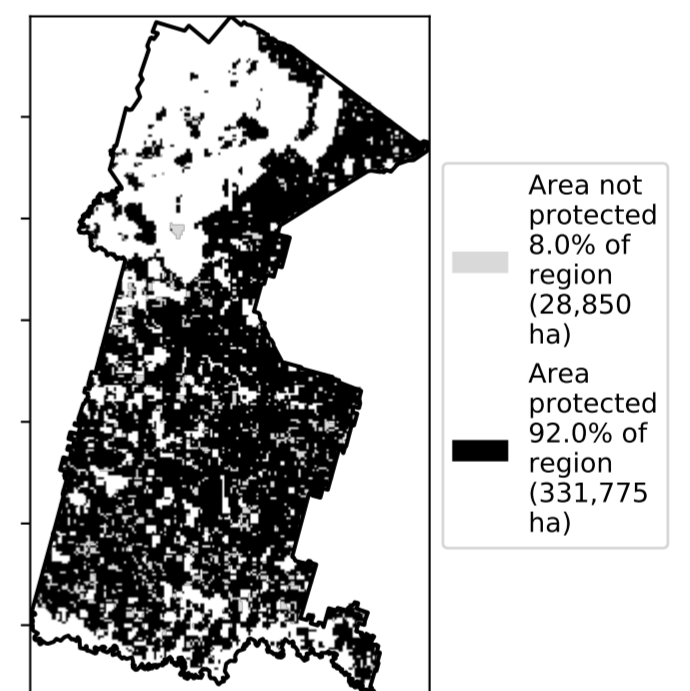 Area not
protected
8.0% of
region
(28,850
ha)
Area
protected
92.0% of
region
(331,775
ha)